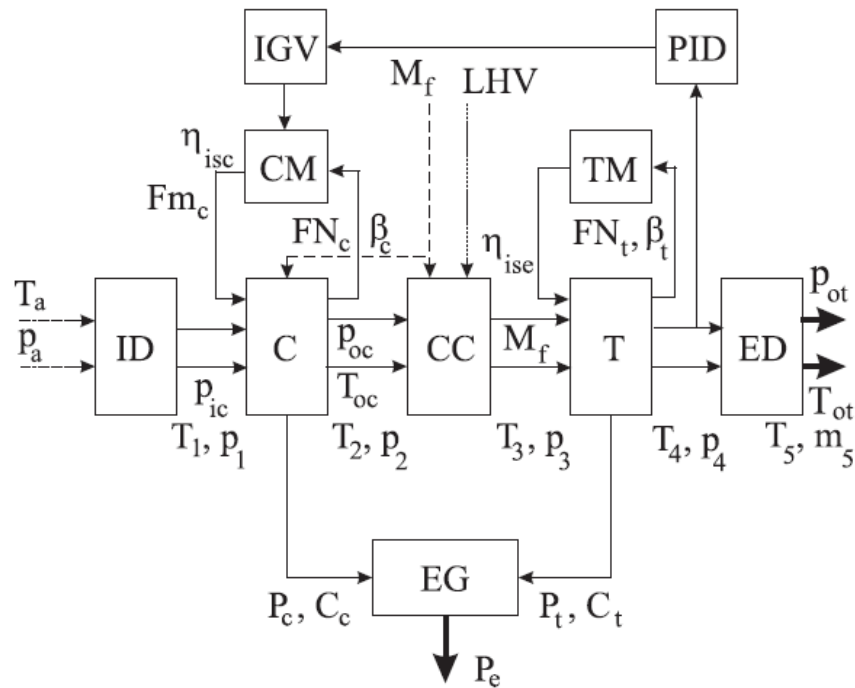 IGV
PID
M_f
LHV
η_isc
CM
TM
Fm_c
FN_c
β_c
η_ise
FN_t, β_t
T_a
p_a
ID
C
CC
T
ED
p_ot
p_ic
p_oc
T_oc
M_f
T_ot
T_1, p_1
T_2, p_2
T_3, p_3
T_4, p_4
T_5, m_5
EG
P_c, C_c
P_t, C_t
P_e